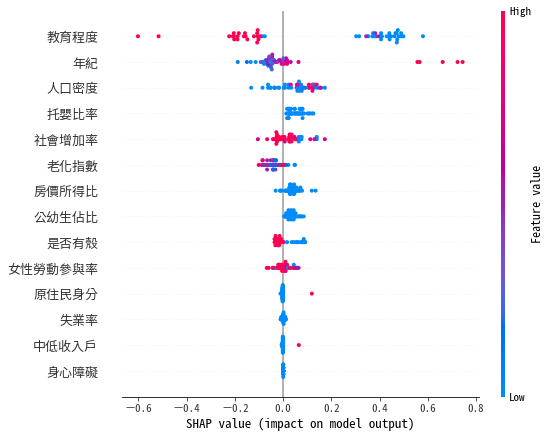 High
教育程度
年紀
人口密度
托嬰比率
社會增加率
老化指數
房價所得比
公幼生佔比
是否有殼
女性勞動參與率
原住民身分
失業率
中低收入戶
身心障礙
Feature value
Low
−0.6 −0.4 −0.2 0.0 0.2 0.4 0.6 0.8
SHAP value (impact on model output)